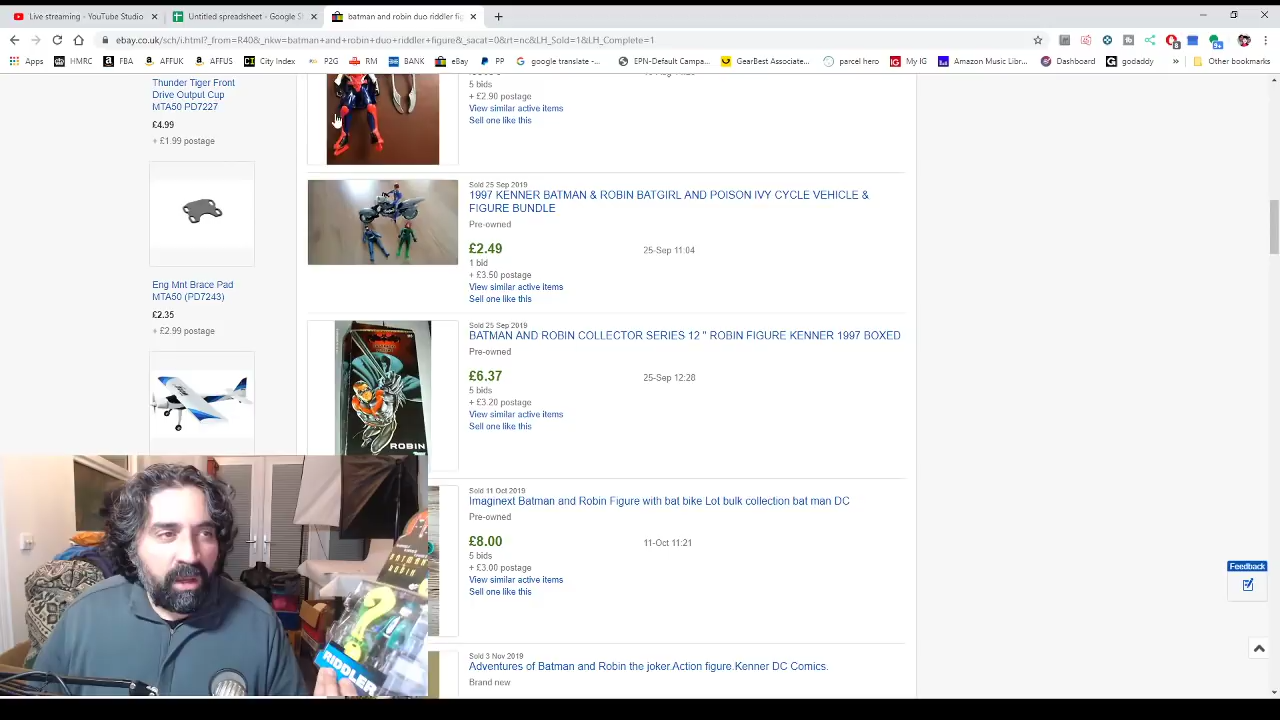 Live streaming - YouTube Studio
Untitled spreadsheet - Google S
batman and robin duo riddler fig
ebay.co.uk/sch/i.html?_from=R40&_nkw=batman+and+robin+duo+riddler+figure&_sacat=0&rt=nc&LH_Sold=1&LH_Complete=1
Apps HMRC FBA AFFUS City Index P2G RM BANK eBay PP google translate -... EPN-Default Campa... GearBest Associate... parcel hero My IG Amazon Music Libr... Dashboard godaddy » Other bookmarks
Thunder Tiger Front
Drive Output Cup
MTA50 PD7227
£4.99
+ £1.99 postage
Eng Mnt Brace Pad
MTA50 (PD7243)
£2.35
+ £2.99 postage
5 bids
+ £2.90 postage
View similar active items
Sell one like this
Sold 25 Sep 2019
1997 KENNER BATMAN & ROBIN BATGIRL AND POISON IVY CYCLE VEHICLE &
FIGURE BUNDLE
Pre-owned
£2.49 25-Sep 11:04
1 bid
+ £3.50 postage
View similar active items
Sell one like this
Sold 25 Sep 2019
BATMAN AND ROBIN COLLECTOR SERIES 12 " ROBIN FIGURE KENNER 1997 BOXED
Pre-owned
£6.37 25-Sep 12:28
5 bids
+ £3.20 postage
View similar active items
Sell one like this
ROBIN
Sold 11 Oct 2019
Imaginext Batman and Robin Figure with bat bike Lot bulk collection bat man DC
Pre-owned
£8.00 11-Oct 11:21
5 bids
+ £3.00 postage
View similar active items
Sell one like this
Sold 3 Nov 2019
Adventures of Batman and Robin the joker.Action figure Kenner DC Comics.
Brand new
Feedback
BATMAN
ROBIN
RIDDLER